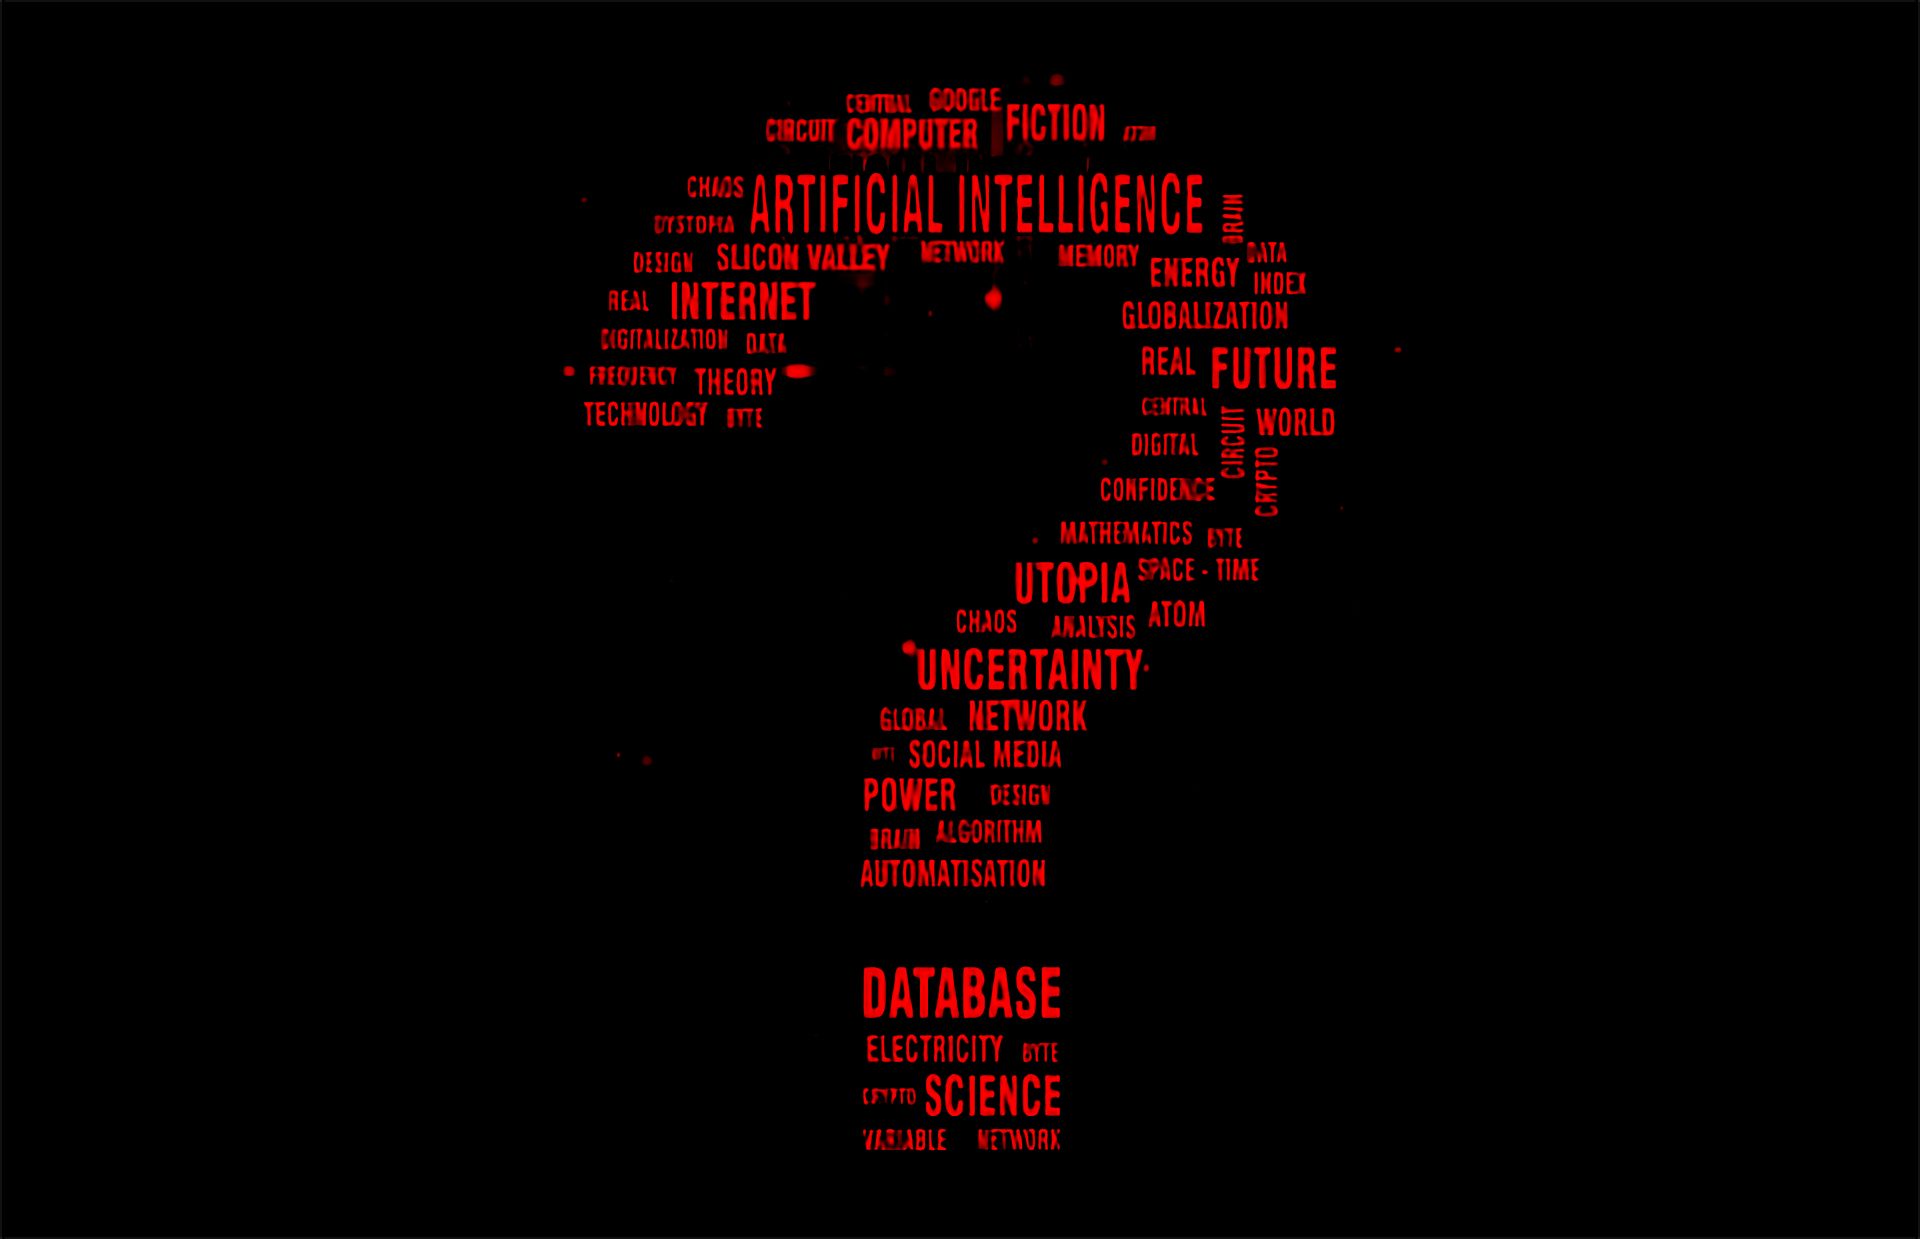 CENTRAL GOOGLE
CIRCUIT COMPUTER FICTION
CHAOS ARTIFICIAL INTELLIGENCE BRAIN
DYSTOPIA
DESIGN SLICON VALLEY NETWORK MEMORY DATA
ENERGY INDEX
REAL INTERNET GLOBALIZATION
DIGITALIZATION DATA
REAL FUTURE
FREQUENCY THEORY
TECHNOLOGY BYTE CENTRAL CIRCUIT WORLD
DIGITAL CRYPTO
CONFIDENCE
MATHEMATICS BYTE
UTOPIA SPACE - TIME
CHAOS ANALYSIS ATOM
UNCERTAINTY
GLOBAL NETWORK
BYTE SOCIAL MEDIA
POWER DESIGN
BRAIN ALGORITHM
AUTOMATISATION
DATABASE
ELECTRICITY BYTE
CRYPTO SCIENCE
VARIABLE NETWORK